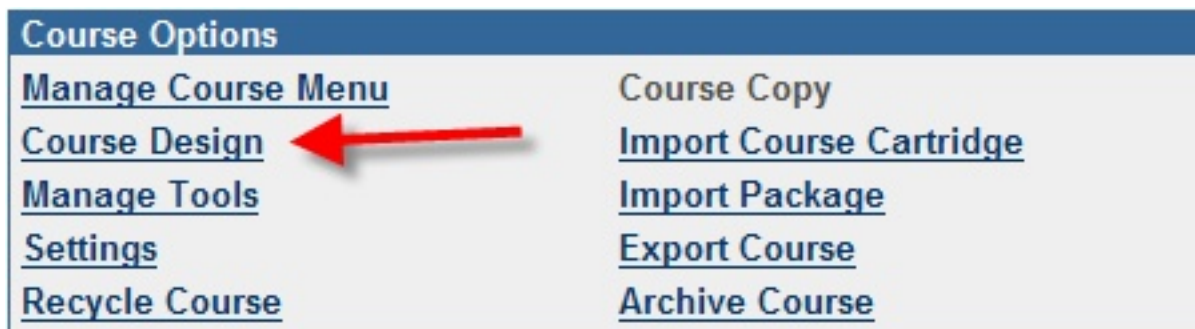 Course Options
Manage Course Menu
Course Design
Manage Tools
Settings
Recycle Course
Course Copy
Import Course Cartridge
Import Package
Export Course
Archive Course